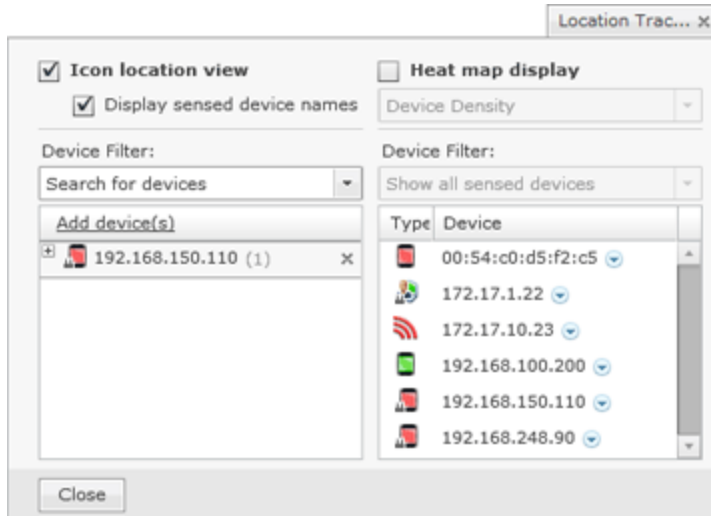 Location Trac... x
Icon location view
Display sensed device names
Device Filter:
Search for devices
Add device(s)
192.168.150.110 (1)
Heat map display
Device Density
Device Filter:
Show all sensed devices
Type Device
00:54:c0:d5:f2:c5
172.17.1.22
172.17.10.23
192.168.100.200
192.168.150.110
192.168.248.90
Close